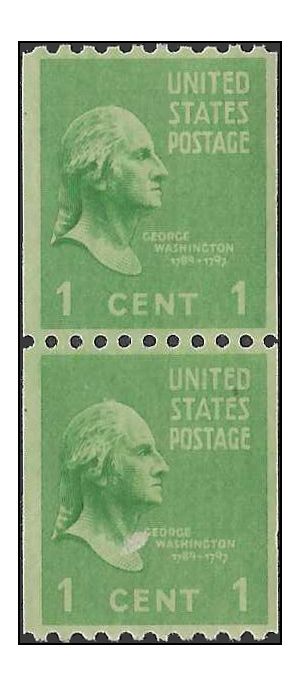 UNITED
STATES
POSTAGE
GEORGE
WASHINGTON
1789-1797
1 CENT 1
UNITED
STATES
POSTAGE
GEORGE
WASHINGTON
1789-1797
1 CENT 1